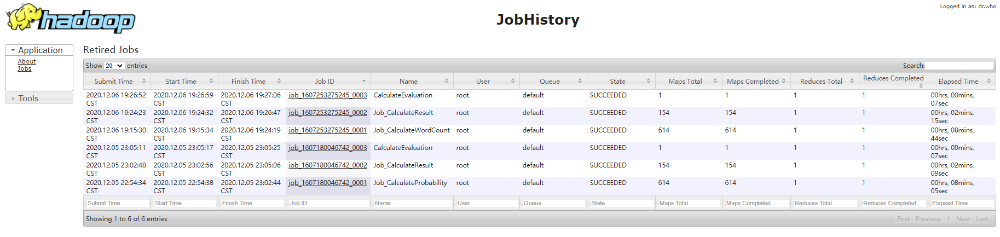 Logged in as: dr.who
hadoop
JobHistory
Application
About
Jobs
Tools
Retired Jobs
Show 20 entries
Search:
Submit Time Start Time Finish Time Job ID Name User Queue State Maps Total Maps Completed Reduces Total Reduces Completed Elapsed Time
2020.12.06 19:26:52 2020.12.06 19:26:59 2020.12.06 19:27:06 job_1607253275245_0003 CalculateEvaluation root default SUCCEEDED 1 1 1 1 00hrs, 00mins,
CST CST CST 07sec
2020.12.06 19:24:23 2020.12.06 19:24:32 2020.12.06 19:26:47 job_1607253275245_0002 Job_CalculateResult root default SUCCEEDED 154 154 1 1 00hrs, 02mins,
CST CST CST 15sec
2020.12.06 19:15:30 2020.12.06 19:15:34 2020.12.06 19:24:19 job_1607253275245_0001 Job_CalculateWordCount root default SUCCEEDED 614 614 1 1 00hrs, 08mins,
CST CST CST 44sec
2020.12.05 23:05:11 2020.12.05 23:05:17 2020.12.05 23:05:25 job_1607180046742_0003 CalculateEvaluation root default SUCCEEDED 1 1 1 1 00hrs, 00mins,
CST CST CST 07sec
2020.12.05 23:02:48 2020.12.05 23:02:56 2020.12.05 23:05:06 job_1607180046742_0002 Job_CalculateResult root default SUCCEEDED 154 154 1 1 00hrs, 02mins,
CST CST CST 09sec
2020.12.05 22:54:34 2020.12.05 22:54:38 2020.12.05 23:02:44 job_1607180046742_0001 Job_CalculateProbability root default SUCCEEDED 614 614 1 1 00hrs, 08mins,
CST CST CST 05sec
Submit Time Start Time Finish Time Job ID Name User Queue State Maps Total Maps Completed Reduces Total Reduces Completed Elapsed Time
Showing 1 to 6 of 6 entries
First Previous 1 Next Last